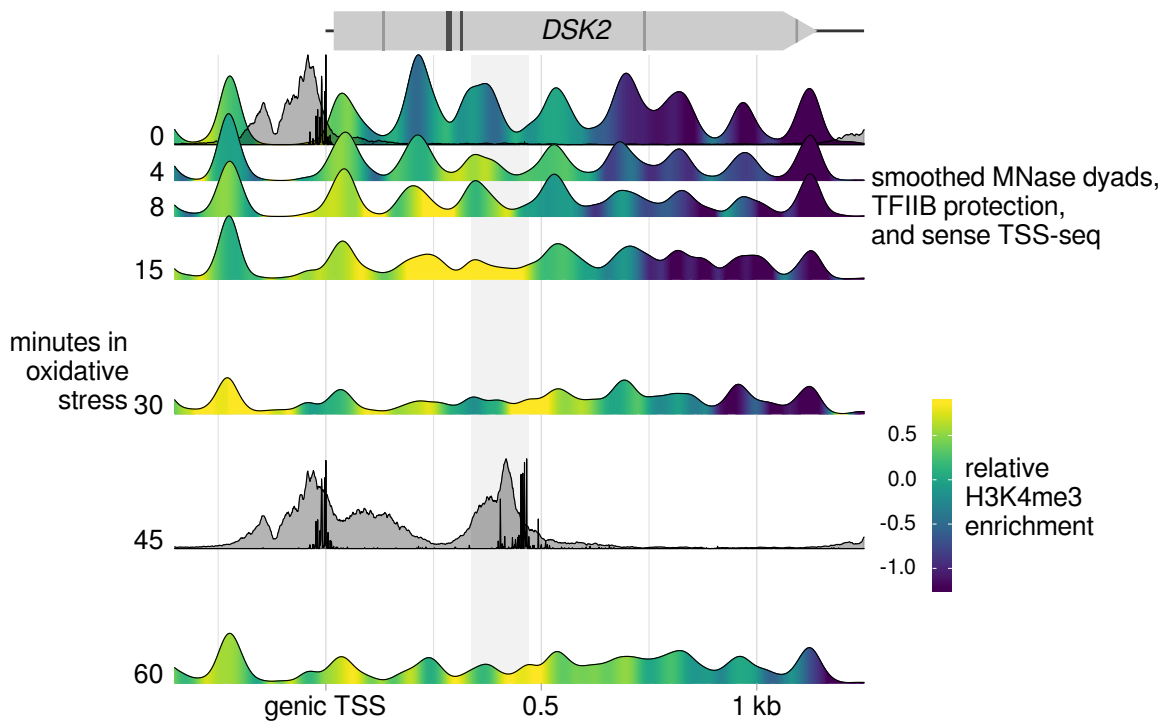 DSK2
0
4
8
15
30
45
60
minutes in
oxidative
stress
smoothed MNase dyads,
TFIIB protection,
and sense TSS-seq
0.5
0.0
-0.5
-1.0
relative
H3K4me3
enrichment
genic TSS
0.5
1 kb